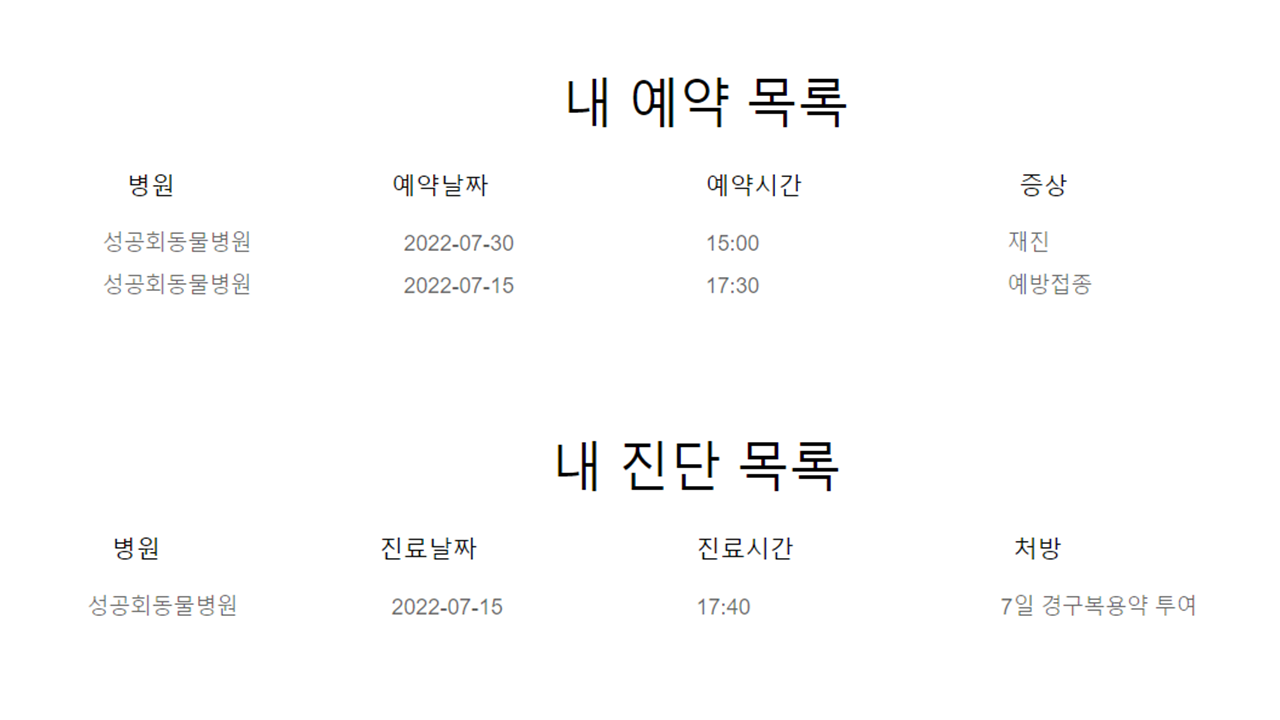 내 예약 목록
병원 예약날짜 예약시간 증상
성공회동물병원 2022-07-30 15:00 재진
성공회동물병원 2022-07-15 17:30 예방접종
내 진단 목록
병원 진료날짜 진료시간 처방
성공회동물병원 2022-07-15 17:40 7일 경구복용약 투여